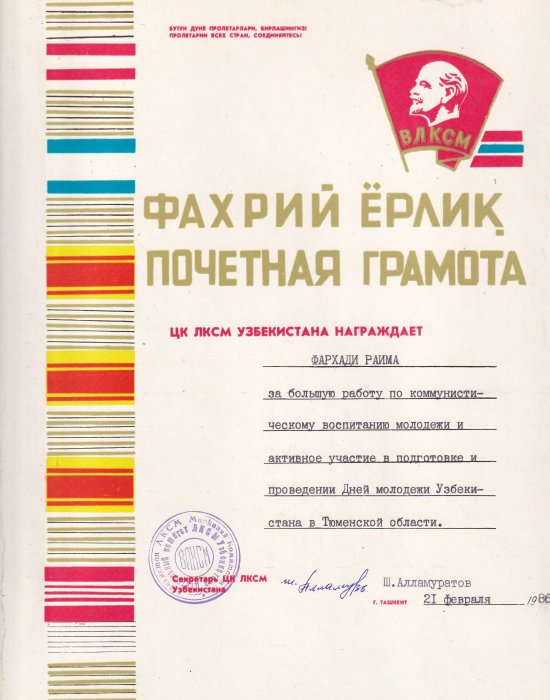 БУТУН ДУНЁ ПРОЛЕТАРЛАРИ, БИРЛАШИНГИЗ!
ПРОЛЕТАРИИ ВСЕХ СТРАН, СОЕДИНЯЙТЕСЬ!
ВЛКСМ
ФАХРИЙ ЁРЛИҚ
ПОЧЕТНАЯ ГРАМОТА
ЦК ЛКСМ УЗБЕКИСТАНА НАГРАЖДАЕТ
ФАРХАДИ РАИМА
за большую работу по коммунисти-
ческому воспитанию молодежи и
активное участие в подготовке и
проведении Дней молодежи Узбеки-
стана в Тюменской области.
ВЛКСМ
Секретарь ЦК ЛКСМ
Узбекистана
Ш.Алламуратов
г. ТАШКЕНТ 21 февраля 1986